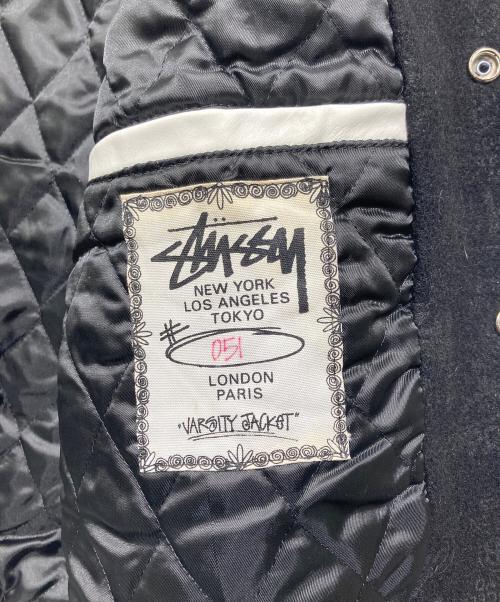 Stüssy
NEW YORK
LOS ANGELES
TOKYO
# 051
LONDON
PARIS
"VARSITY JACKET"